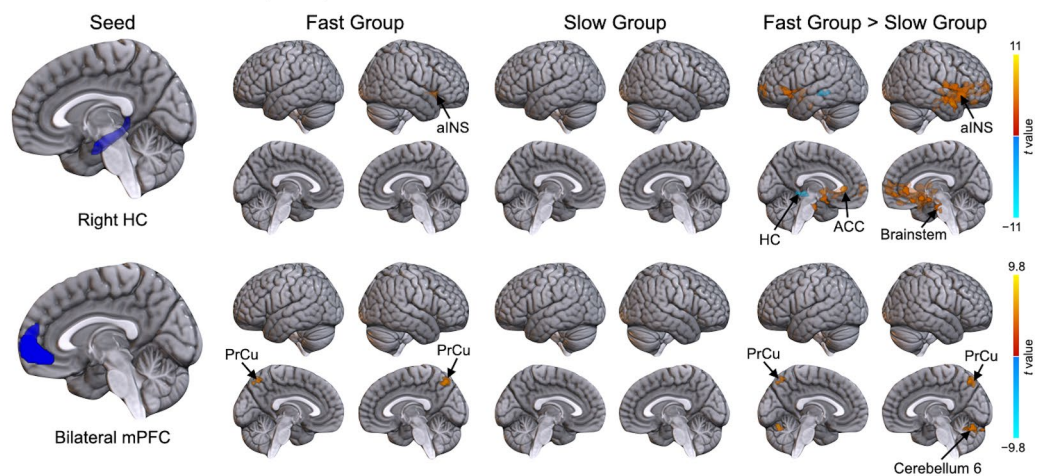 Seed
Fast Group
Slow Group
Fast Group > Slow Group
11
aINS
aINS
t value
HC
ACC
Brainstem
−11
Right HC
9.8
PrCu
PrCu
PrCu
PrCu
t value
Bilateral mPFC
−9.8
Cerebellum 6